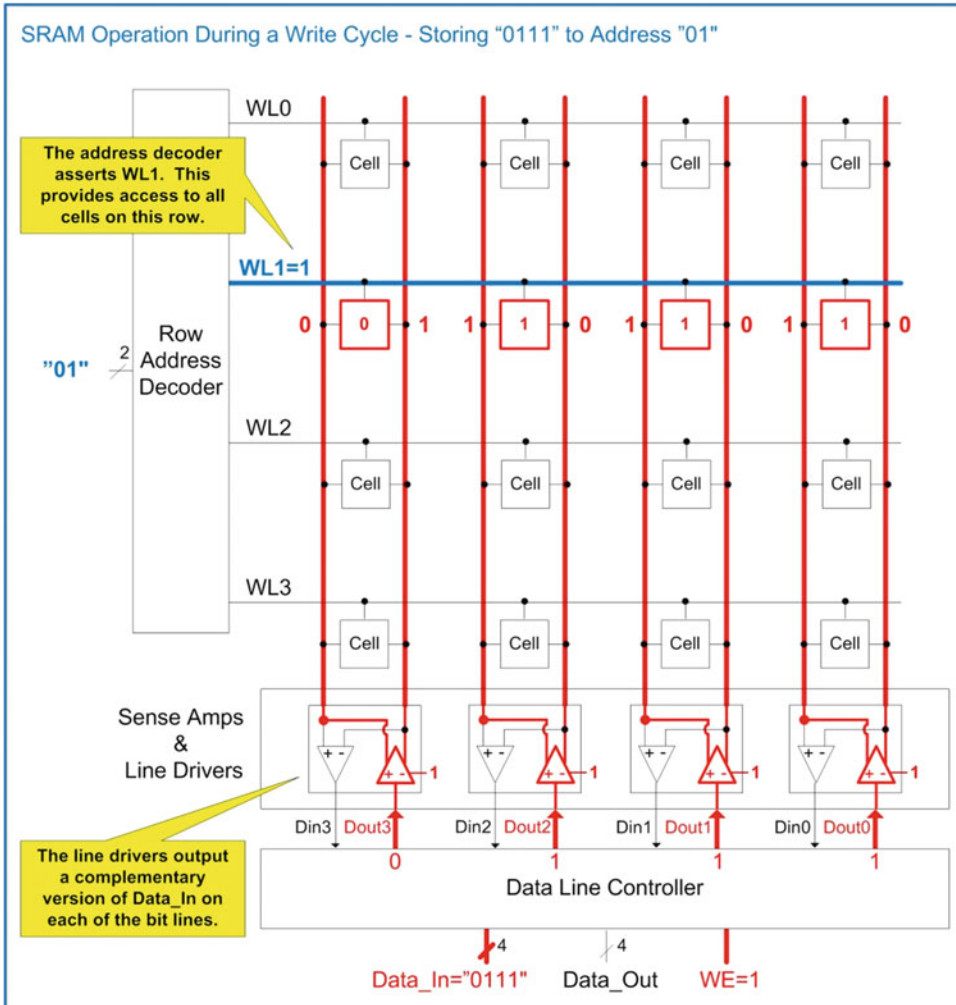 SRAM Operation During a Write Cycle - Storing “0111” to Address ”01"
WL0
Cell Cell Cell Cell
The address decoder
asserts WL1. This
provides access to all
cells on this row.
WL1=1
0 0 1 1 1 0 1 1 0 1 1 0
Row
Address
Decoder
”01"
2
WL2
Cell Cell Cell Cell
WL3
Cell Cell Cell Cell
Sense Amps
&
Line Drivers
+ - + - 1 + - + - 1 + - + - 1 + - + - 1
Din3 Dout3 Din2 Dout2 Din1 Dout1 Din0 Dout0
0 1 1 1
The line drivers output
a complementary
version of Data_In on
each of the bit lines.
Data Line Controller
4 4
Data_In="0111" Data_Out WE=1